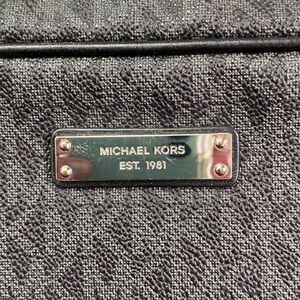 MICHAEL KORS
EST. 1981